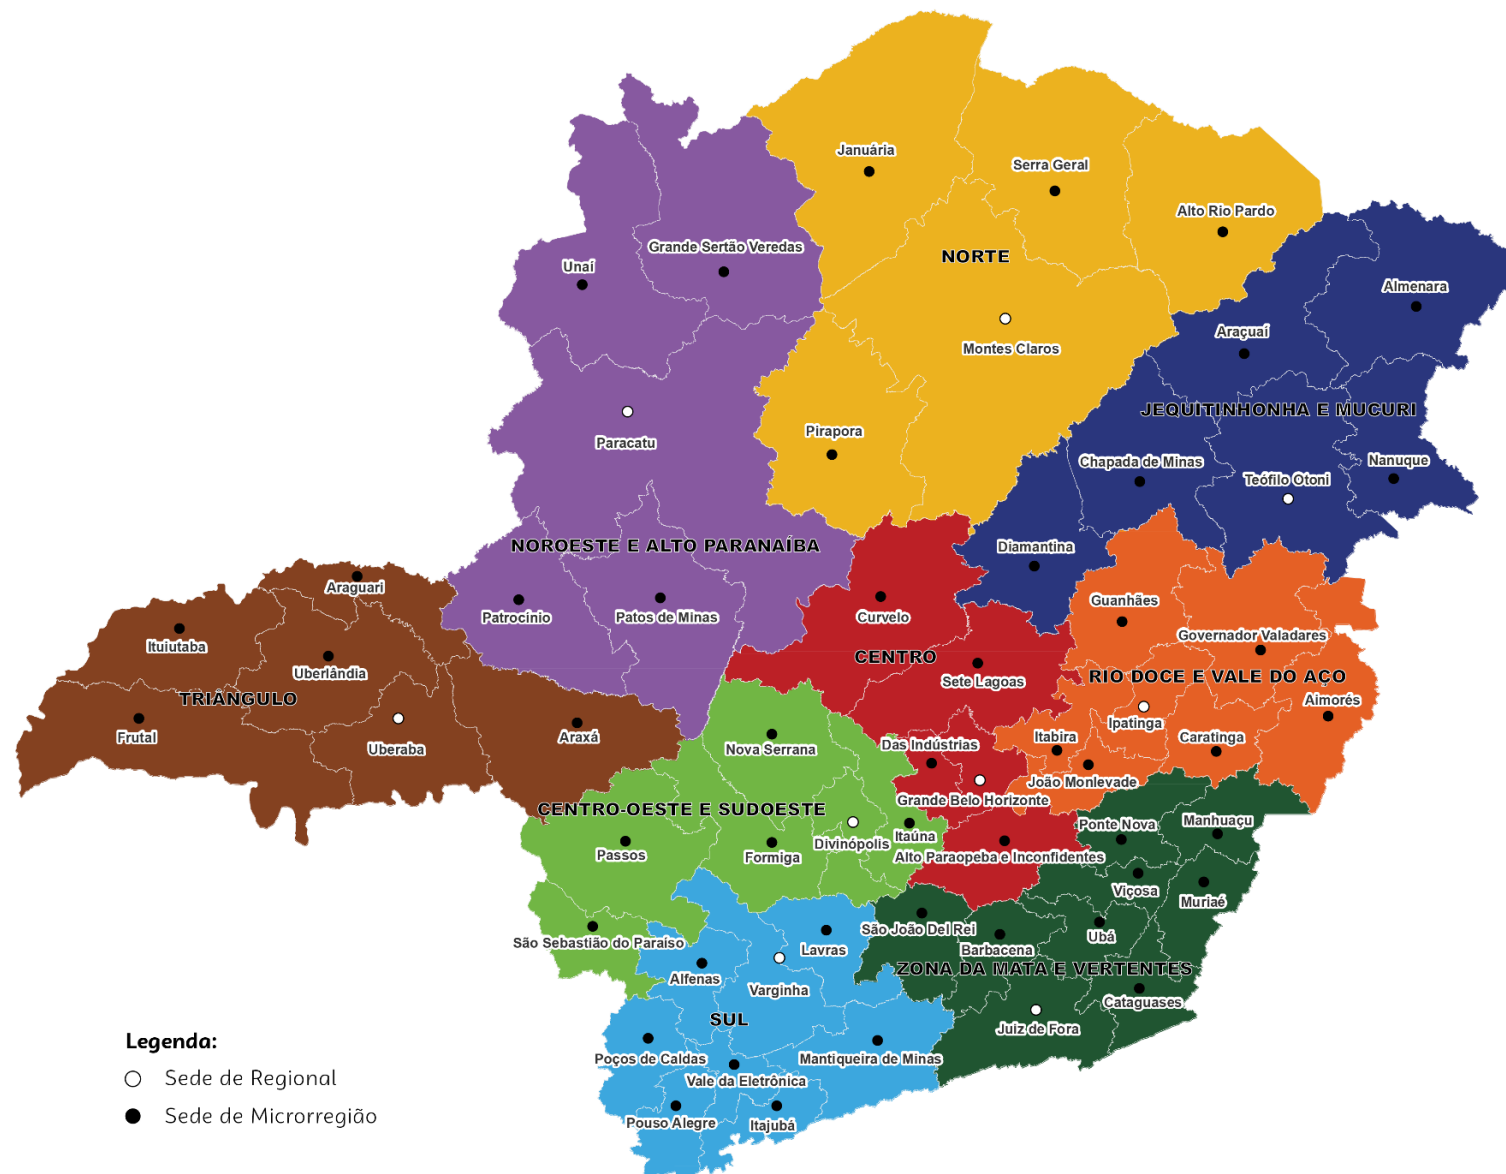 Januária
Serra Geral
Alto Rio Pardo
Grande Sertão Veredas
NORTE
Unaí
Almenara
Araçuaí
Montes Claros
JEQUITINHONHA E MUCURI
Pirapora
Paracatu
Chapada de Minas
Nanuque
Teófilo Otoni
NOROESTE E ALTO PARANAÍBA
Diamantina
Araguari
Guanhães
Patrocínio
Patos de Minas
Curvelo
Governador Valadares
Ituiutaba
CENTRO
Uberlândia
Sete Lagoas
RIO DOCE E VALE DO AÇO
TRIÂNGULO
Aimorés
Ipatinga
Frutal
Uberaba
Araxá
Nova Serrana
Das Indústrias
Itabira
Caratinga
João Monlevade
Grande Belo Horizonte
CENTRO-OESTE E SUDOESTE
Ponte Nova
Manhuaçu
Itaúna
Divinópolis
Passos
Formiga
Alto Paraopeba e Inconfidentes
Viçosa
Muriaé
São João Del Rei
Ubá
São Sebastião do Paraíso
Lavras
Barbacena
ZONA DA MATA E VERTENTES
Alfenas
Varginha
Cataguases
SUL
Juiz de Fora
Legenda:
Poços de Caldas
Mantiqueira de Minas
Sede de Regional
Vale da Eletrônica
Sede de Microrregião
Pouso Alegre
Itajubá